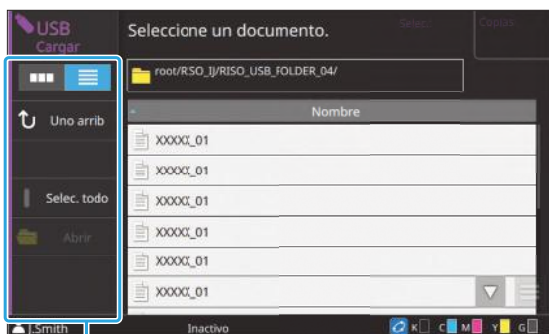 USB
Cargar
Seleccione un documento.
Selec.
Copias
root/RSO_IJ/RISO_USB_FOLDER_04/
Uno arrib
Nombre
XXXXX_01
XXXXX_01
XXXXX_01
Selec. todo
XXXXX_01
Abrir
XXXXX_01
XXXXX_01
J.Smith
Inactivo
K C M Y G